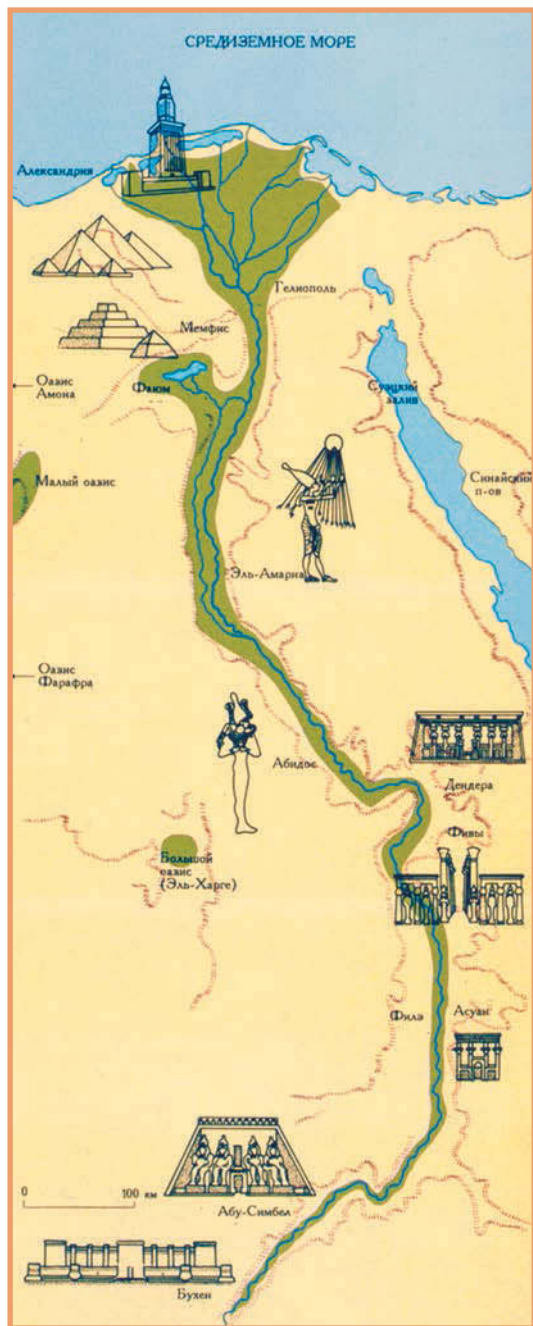 СРЕДИЗЕМНОЕ МОРЕ
Александрия
Гелиополь
Мемфис
Оазис
Амона
Фаюм
Суэцкий
залив
Малый оазис
Синайский
п-ов
Эль-Амарна
Оазис
Фарафра
Абидос
Дендера
Фивы
Большой
оазис
(Эль-Харге)
Филэ
Асуан
0
100 км
Абу-Симбел
Бухен